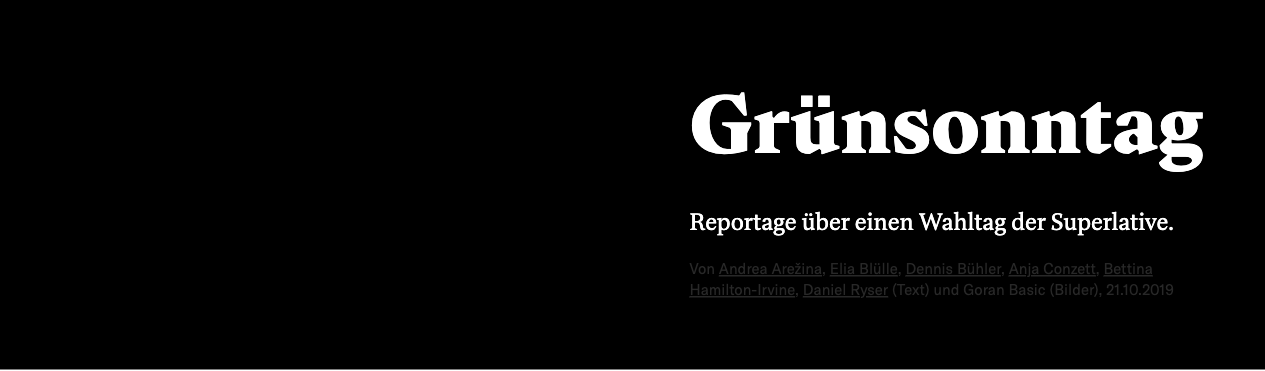 Grünsonntag
Reportage über einen Wahltag der Superlative.
Von Andrea Arežina, Elia Blülle, Dennis Bühler, Anja Conzett, Bettina
Hamilton-Irvine, Daniel Ryser (Text) und Goran Basic (Bilder), 21.10.2019